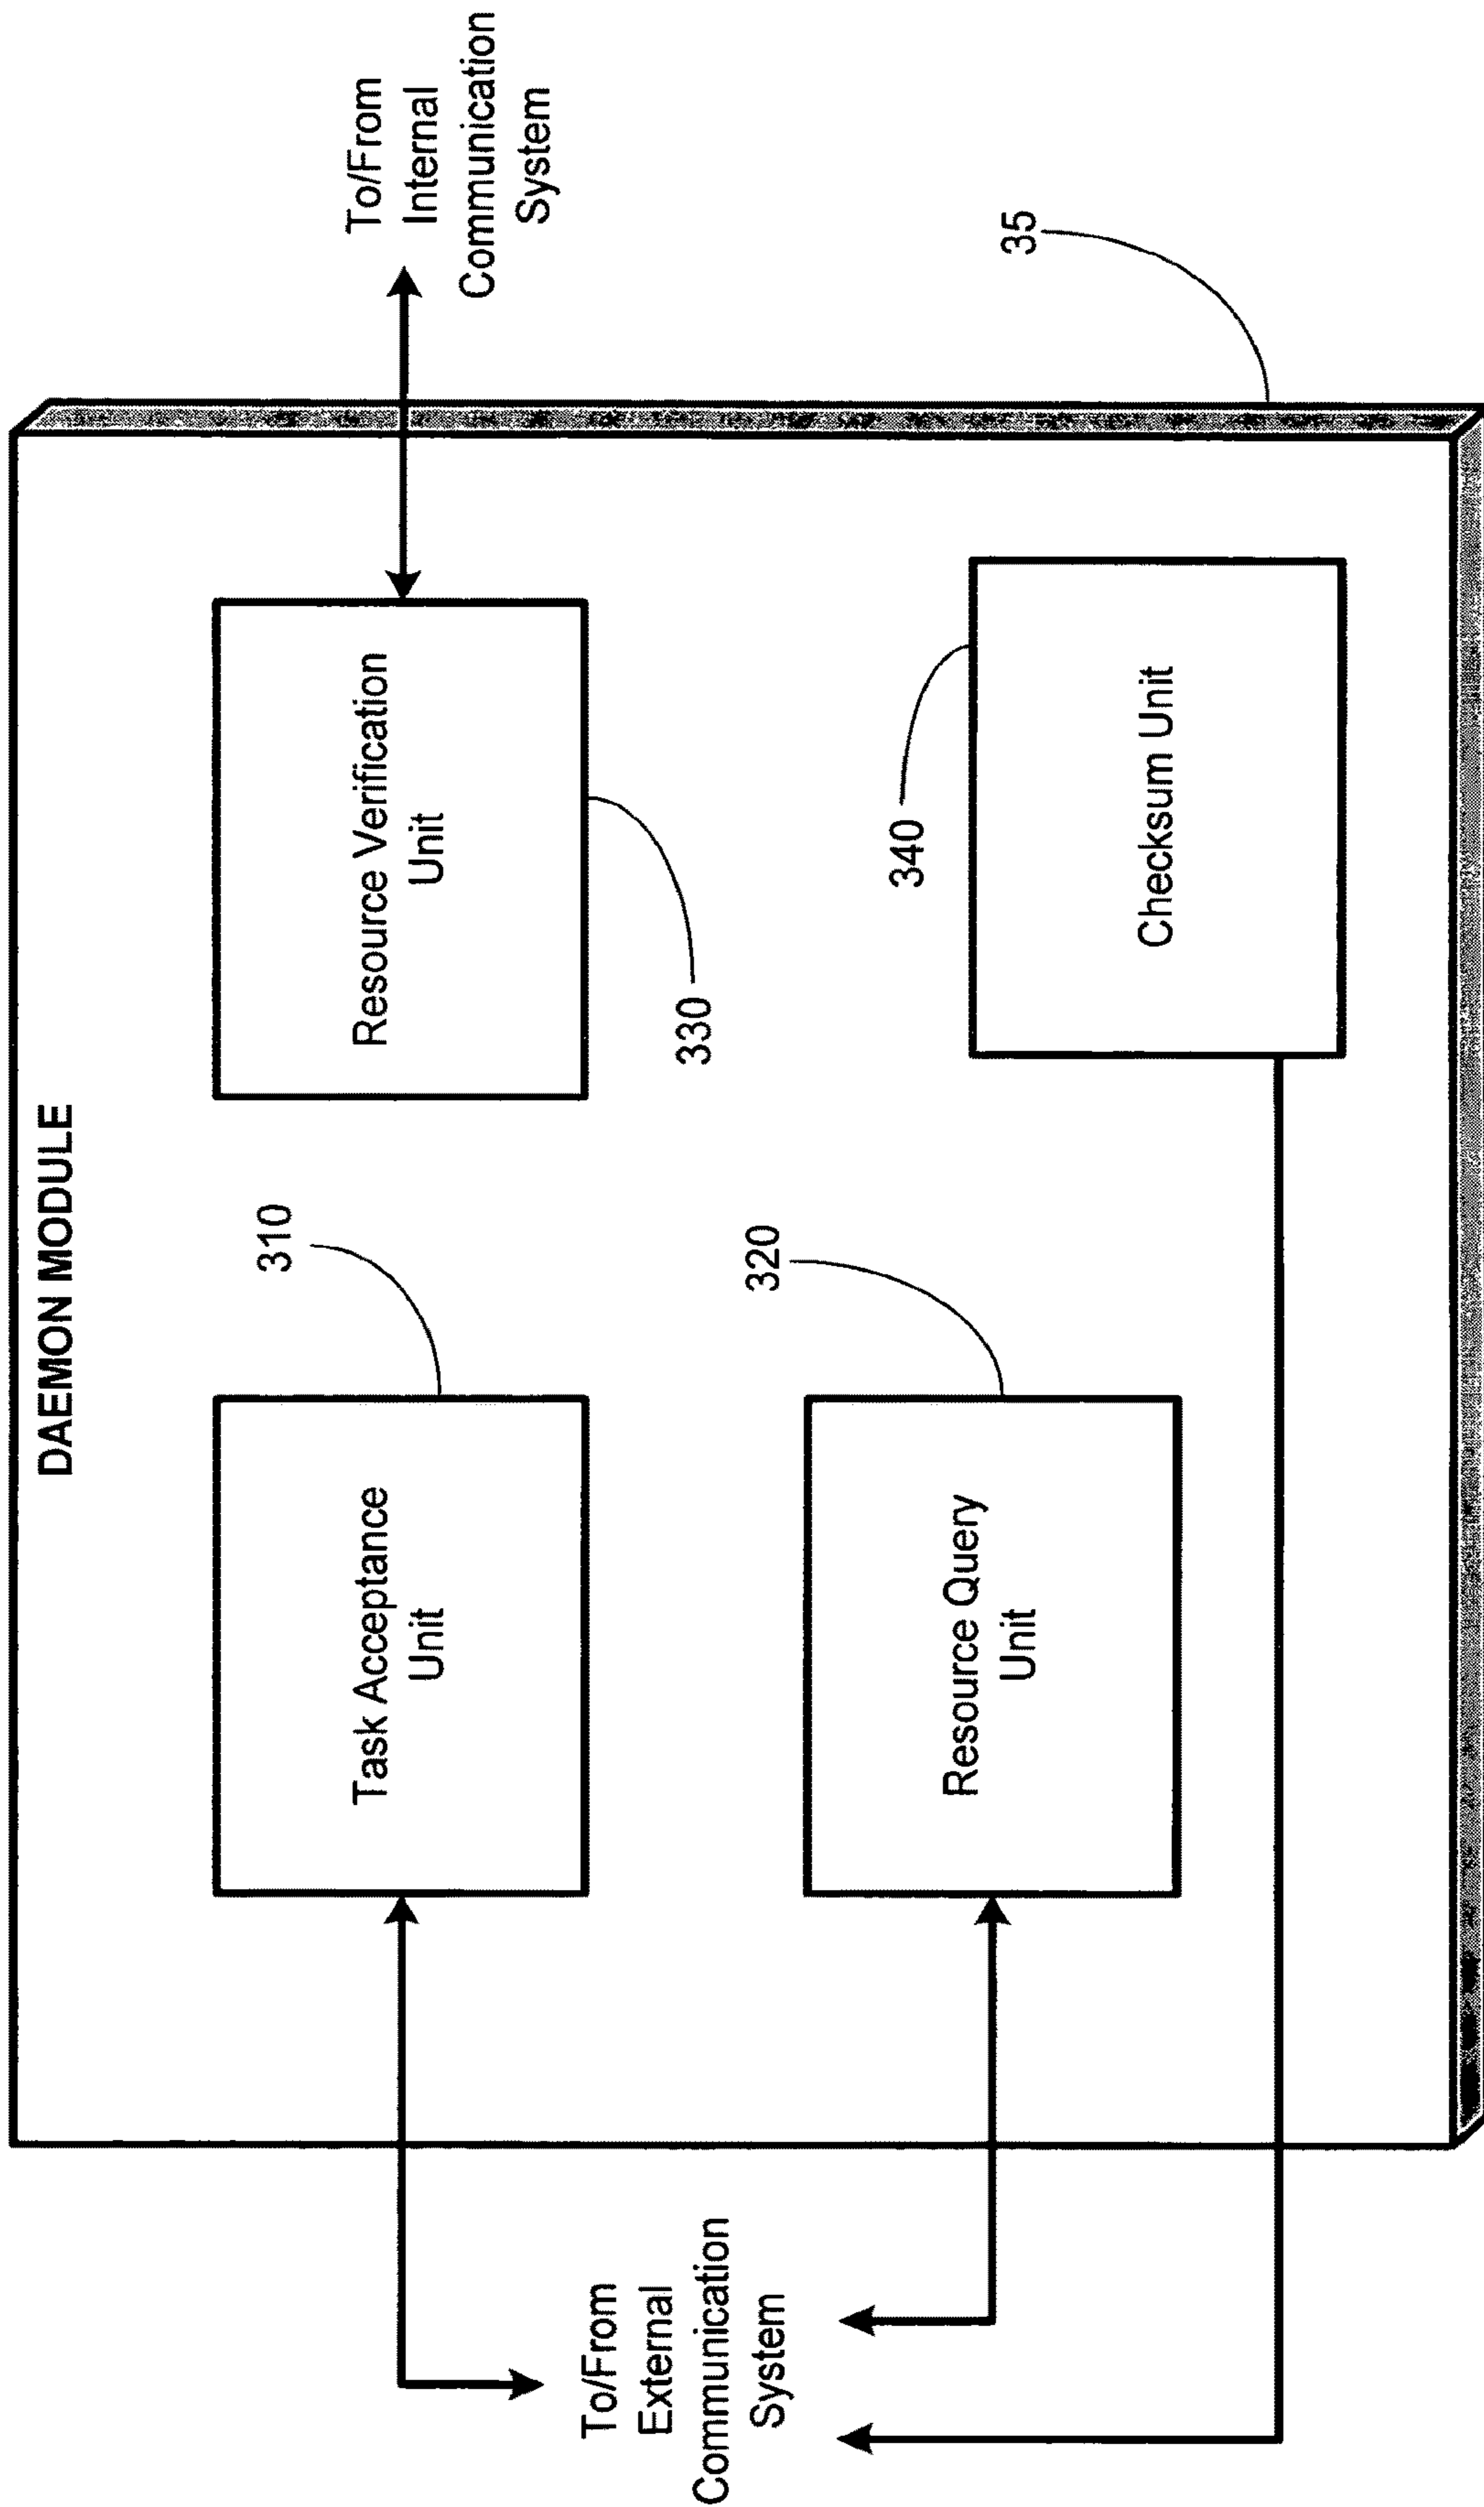 DAEMON MODULE
310
Task Acceptance
Unit
Resource Verification
Unit
330
To/From
Internal
Communication
System
To/From
External
Communication
System
320
Resource Query
Unit
340
Checksum Unit
35